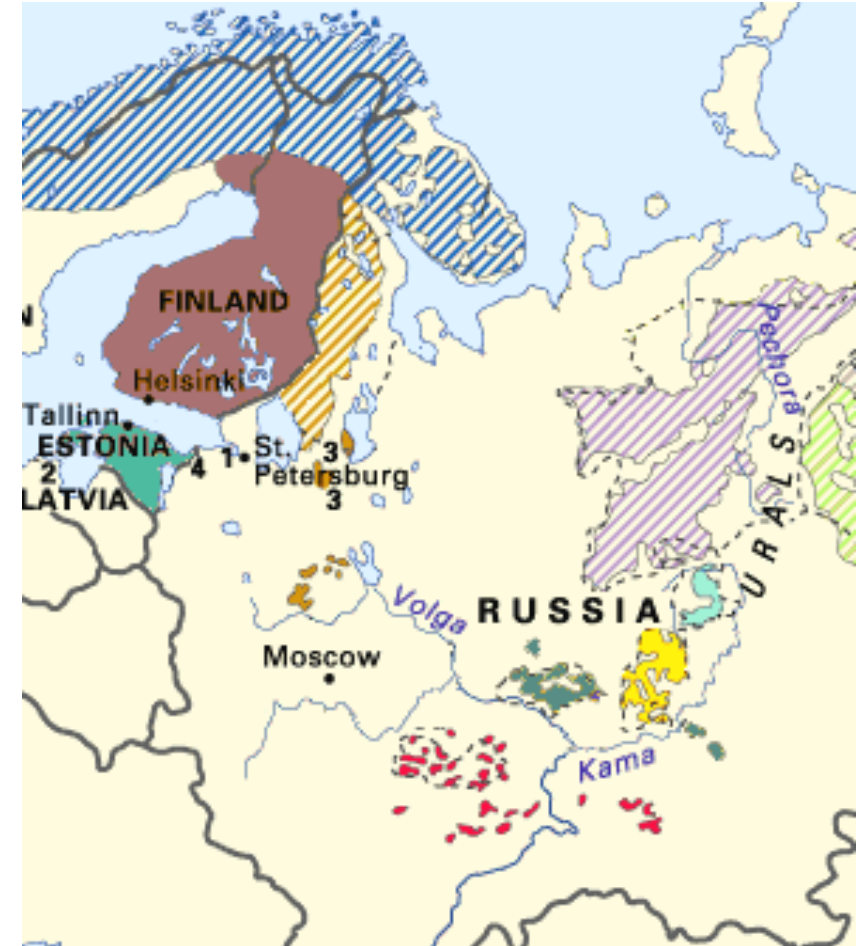 N
FINLAND
Helsinki
Tallinn
ESTONIA
2
LATVIA
4
1
St.
Petersburg
3
3
Pechora
URALS
RUSSIA
Volga
Moscow
Kama